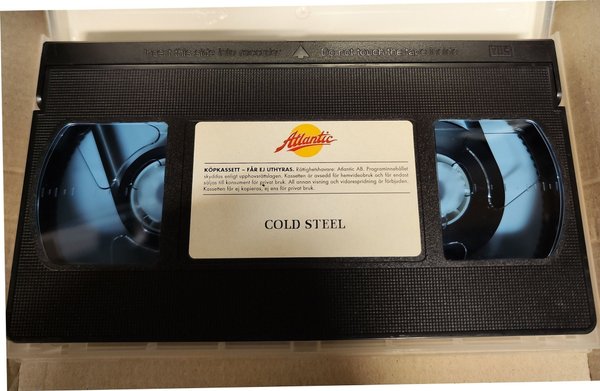 Insert this side into recorder Do not touch the tape inside VHS
Atlantic
KÖPKASSETT – FÅR EJ UTHYRAS. Rättighetshavare: Atlantic AB. Programinnehållet
skyddas enligt upphovsrättslagen. Kassetten är avsedd för hemvideobruk och får endast
säljas till konsument för privat bruk. All annan visning och vidarespridning är förbjuden.
Kassetten får ej kopieras, ej ens för privat bruk.
COLD STEEL